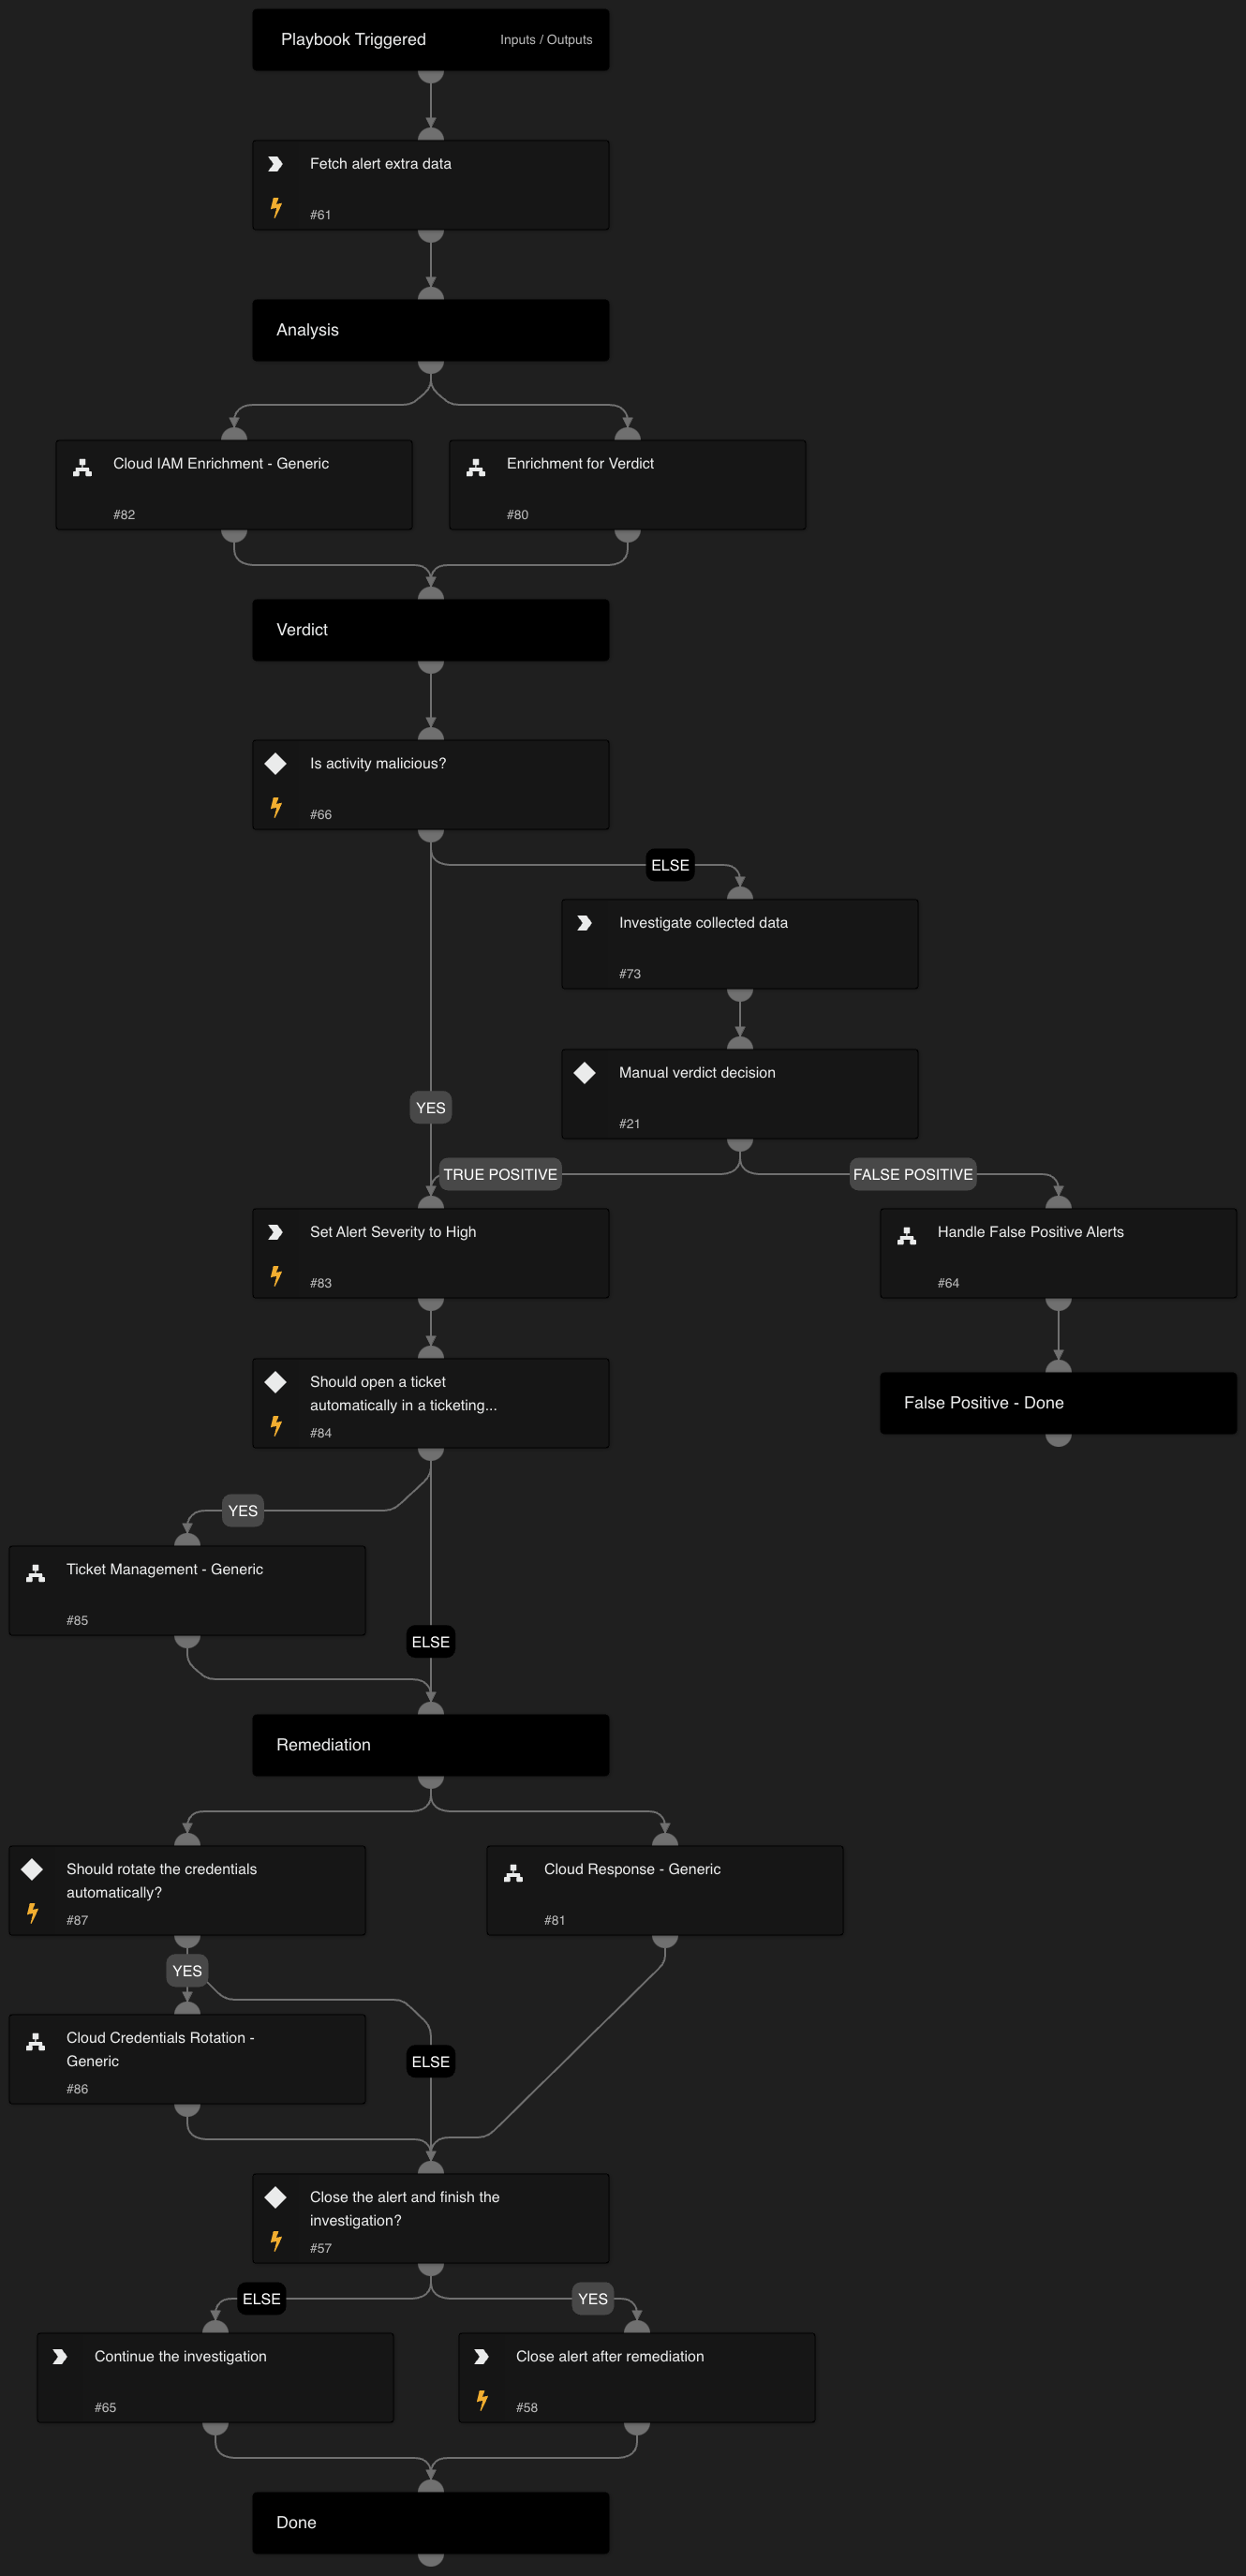 Playbook Triggered
Inputs / Outputs
Fetch alert extra data
#61
Analysis
Cloud IAM Enrichment - Generic
#82
Enrichment for Verdict
#80
Verdict
Is activity malicious?
#66
ELSE
Investigate collected data
#73
Manual verdict decision
#21
YES
TRUE POSITIVE
FALSE POSITIVE
Set Alert Severity to High
#83
Handle False Positive Alerts
#64
Should open a ticket
automatically in a ticketing...
#84
False Positive - Done
YES
Ticket Management - Generic
#85
ELSE
Remediation
Should rotate the credentials
automatically?
#87
Cloud Response - Generic
#81
YES
Cloud Credentials Rotation -
Generic
#86
ELSE
Close the alert and finish the
investigation?
#57
ELSE
YES
Continue the investigation
#65
Close alert after remediation
#58
Done